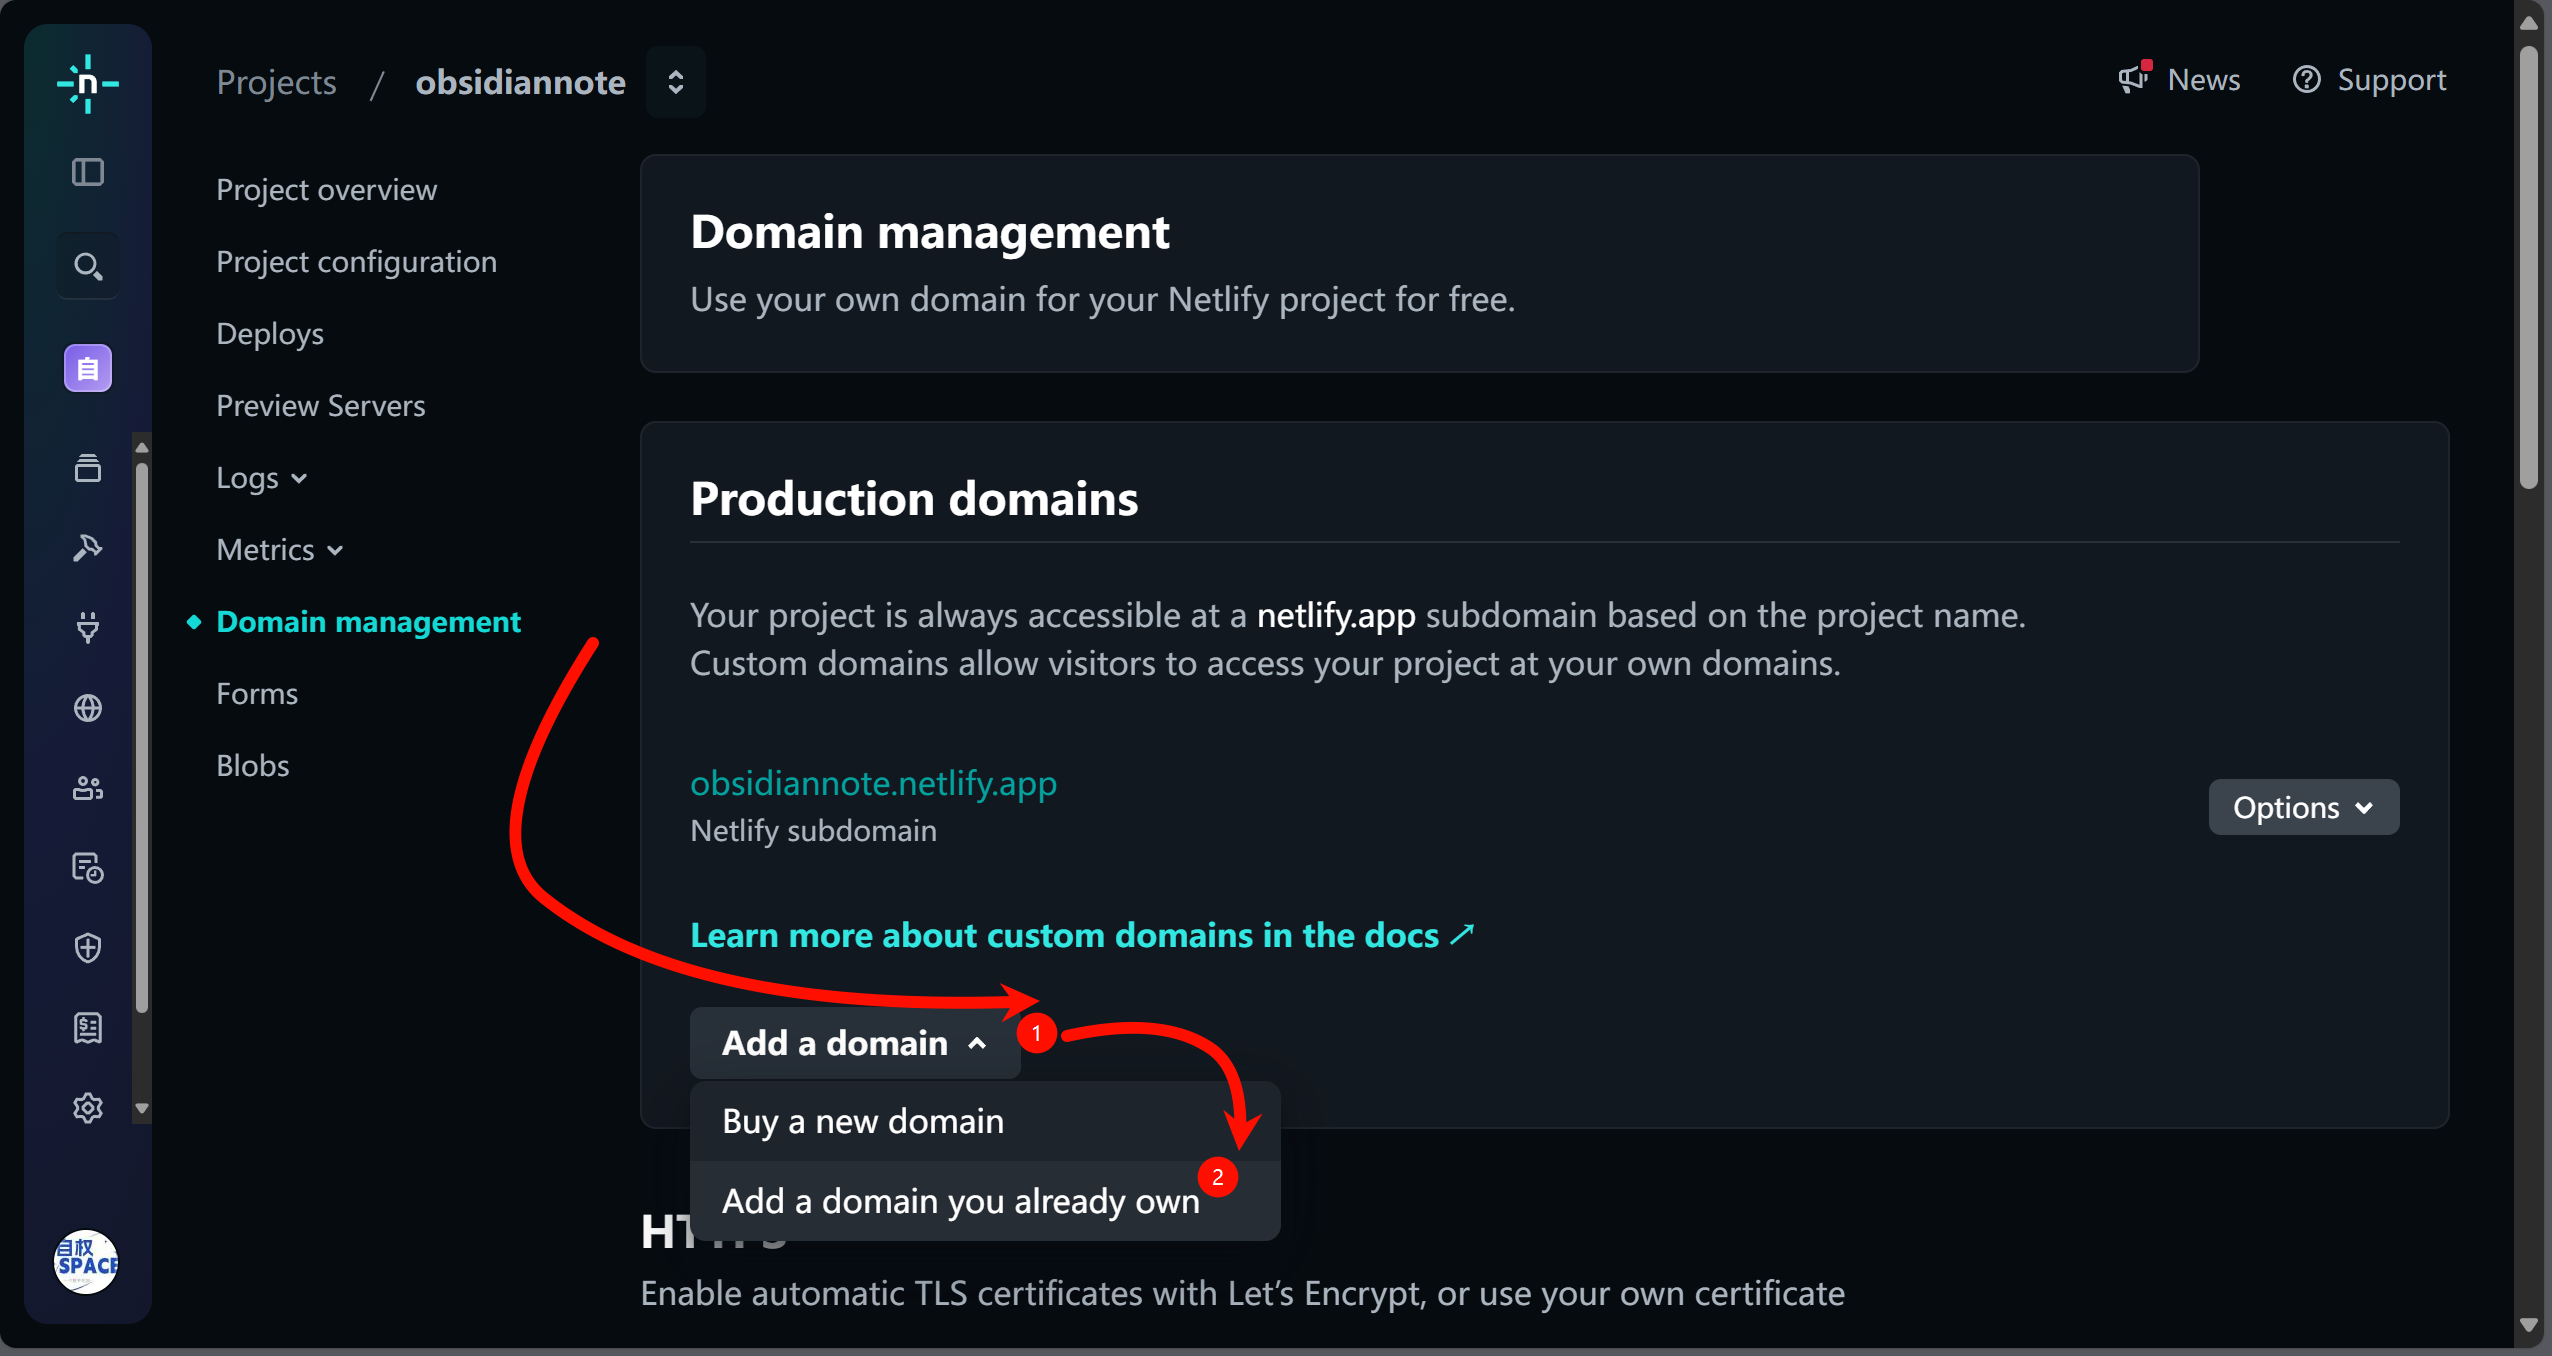 Projects / obsidiannote
News
Support
Project overview
Project configuration
Deploys
Preview Servers
Logs
Metrics
Domain management
Forms
Blobs
Domain management
Use your own domain for your Netlify project for free.
Production domains
Your project is always accessible at a netlify.app subdomain based on the project name.
Custom domains allow visitors to access your project at your own domains.
obsidiannote.netlify.app
Netlify subdomain
Options
Learn more about custom domains in the docs
Add a domain
1
Buy a new domain
2
Add a domain you already own
HTTPS
Enable automatic TLS certificates with Let’s Encrypt, or use your own certificate
n
自权
SPACE